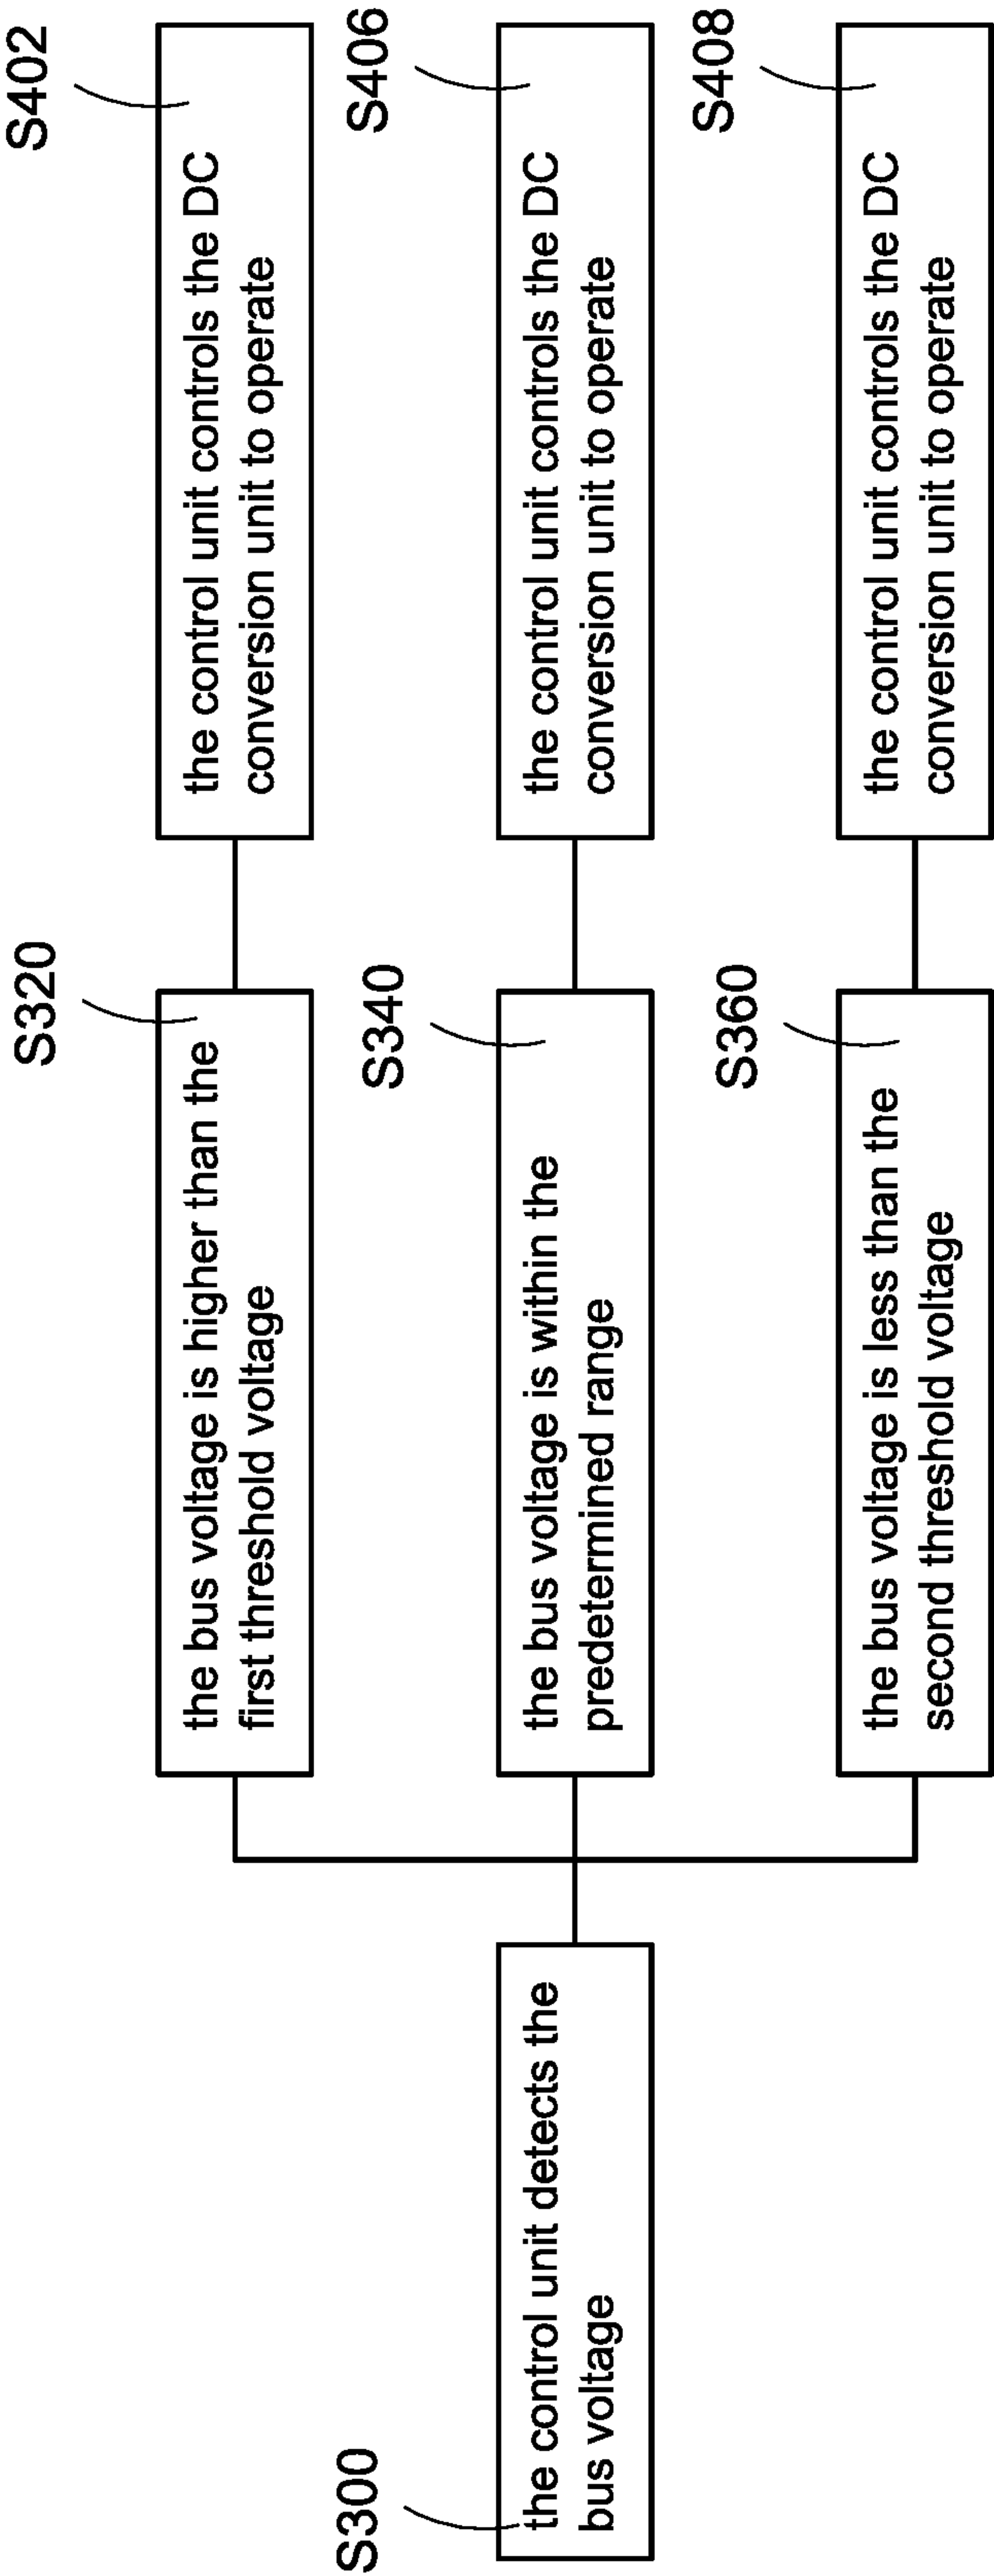 S300
the control unit detects the
bus voltage
S320
the bus voltage is higher than the
first threshold voltage
S402
the control unit controls the DC
conversion unit to operate
S340
the bus voltage is within the
predetermined range
S406
the control unit controls the DC
conversion unit to operate
S360
the bus voltage is less than the
second threshold voltage
S408
the control unit controls the DC
conversion unit to operate